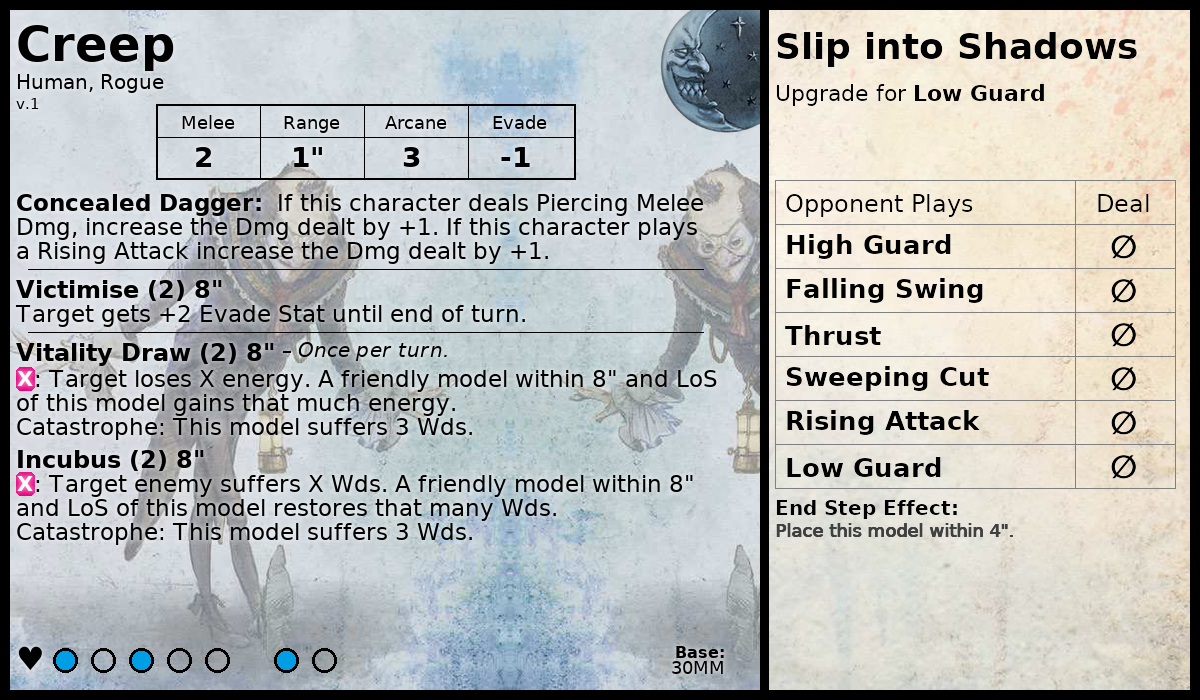 Creep
Human, Rogue
v.1
Melee Range Arcane Evade
2 1" 3 -1
Concealed Dagger: If this character deals Piercing Melee
Dmg, increase the Dmg dealt by +1. If this character plays
a Rising Attack increase the Dmg dealt by +1.
Victimise (2) 8"
Target gets +2 Evade Stat until end of turn.
Vitality Draw (2) 8" – Once per turn.
X: Target loses X energy. A friendly model within 8" and LoS
of this model gains that much energy.
Catastrophe: This model suffers 3 Wds.
Incubus (2) 8"
X: Target enemy suffers X Wds. A friendly model within 8"
and LoS of this model restores that many Wds.
Catastrophe: This model suffers 3 Wds.
Base:
30MM
Slip into Shadows
Upgrade for Low Guard
Opponent Plays Deal
High Guard ∅
Falling Swing ∅
Thrust ∅
Sweeping Cut ∅
Rising Attack ∅
Low Guard ∅
End Step Effect:
Place this model within 4".